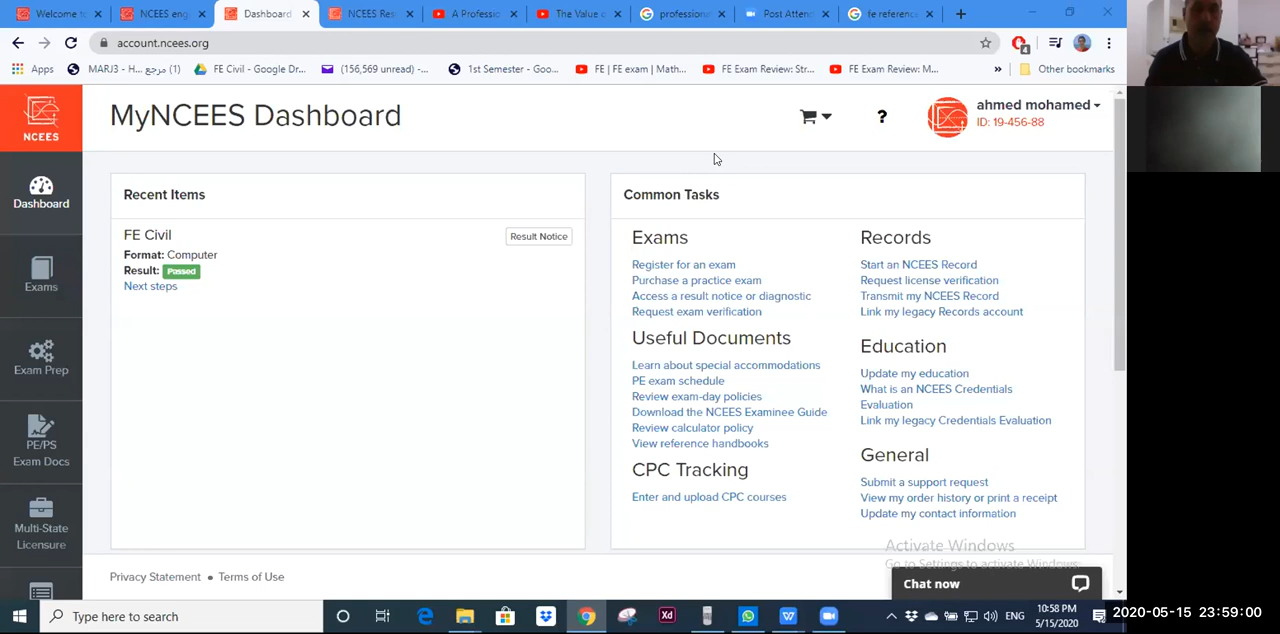 Welcome to
NCEES eng
Dashboard
NCEES Res
A Professio
The Value o
professiona
Post Attend
fe reference
account.ncees.org
4
Apps
MARJ3 - H... مرجع (1)
FE Civil - Google Dr...
(156,569 unread) -...
1st Semester - Goo...
FE | FE exam | Math...
FE Exam Review: Str...
FE Exam Review: M...
»
Other bookmarks
NCEES
MyNCEES Dashboard
?
ahmed mohamed
ID: 19-456-88
Dashboard
Exams
Exam Prep
PE/PS
Exam Docs
Multi-State
Licensure
Recent Items
FE Civil
Result Notice
Format: Computer
Result: Passed
Next steps
Common Tasks
Exams
Register for an exam
Purchase a practice exam
Access a result notice or diagnostic
Request exam verification
Useful Documents
Learn about special accommodations
PE exam schedule
Review exam-day policies
Download the NCEES Examinee Guide
Review calculator policy
View reference handbooks
CPC Tracking
Enter and upload CPC courses
Records
Start an NCEES Record
Request license verification
Transmit my NCEES Record
Link my legacy Records account
Education
Update my education
What is an NCEES Credentials
Evaluation
Link my legacy Credentials Evaluation
General
Submit a support request
View my order history or print a receipt
Update my contact information
Activate Windows
Go to Settings to activate Windows.
Privacy Statement • Terms of Use
Chat now
Type here to search
Xd
ENG
10:58 PM
5/15/2020
2020-05-15 23:59:00